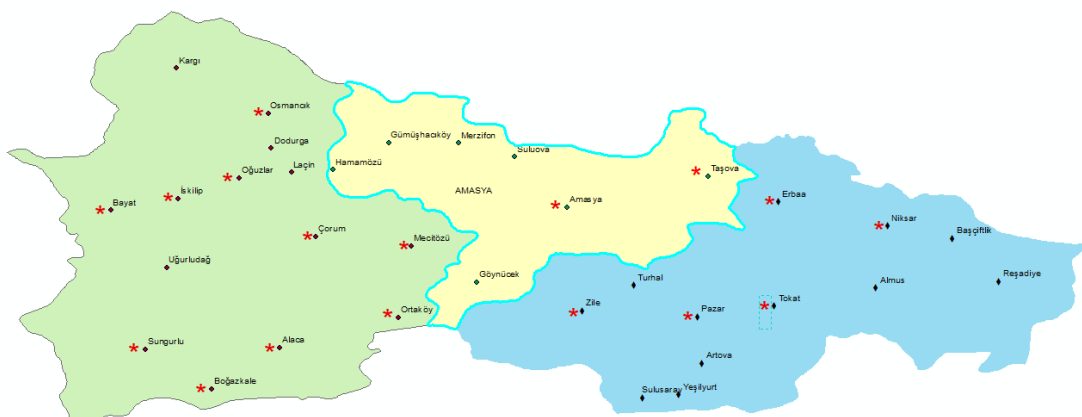 Kargı
Osmancık
Dodurga
Laçin
Oğuzlar
İskilip
Bayat
Çorum
Mecitözü
Uğurludağ
Ortaköy
Sungurlu
Alaca
Boğazkale
Gümüşhacıköy
Merzifon
Suluova
Hamamözü
AMASYA
Amasya
Taşova
Göynücek
Erbaa
Niksar
Başçiftlik
Turhal
Almus
Reşadiye
Zile
Pazar
Tokat
Artova
Sulusaray
Yeşilyurt